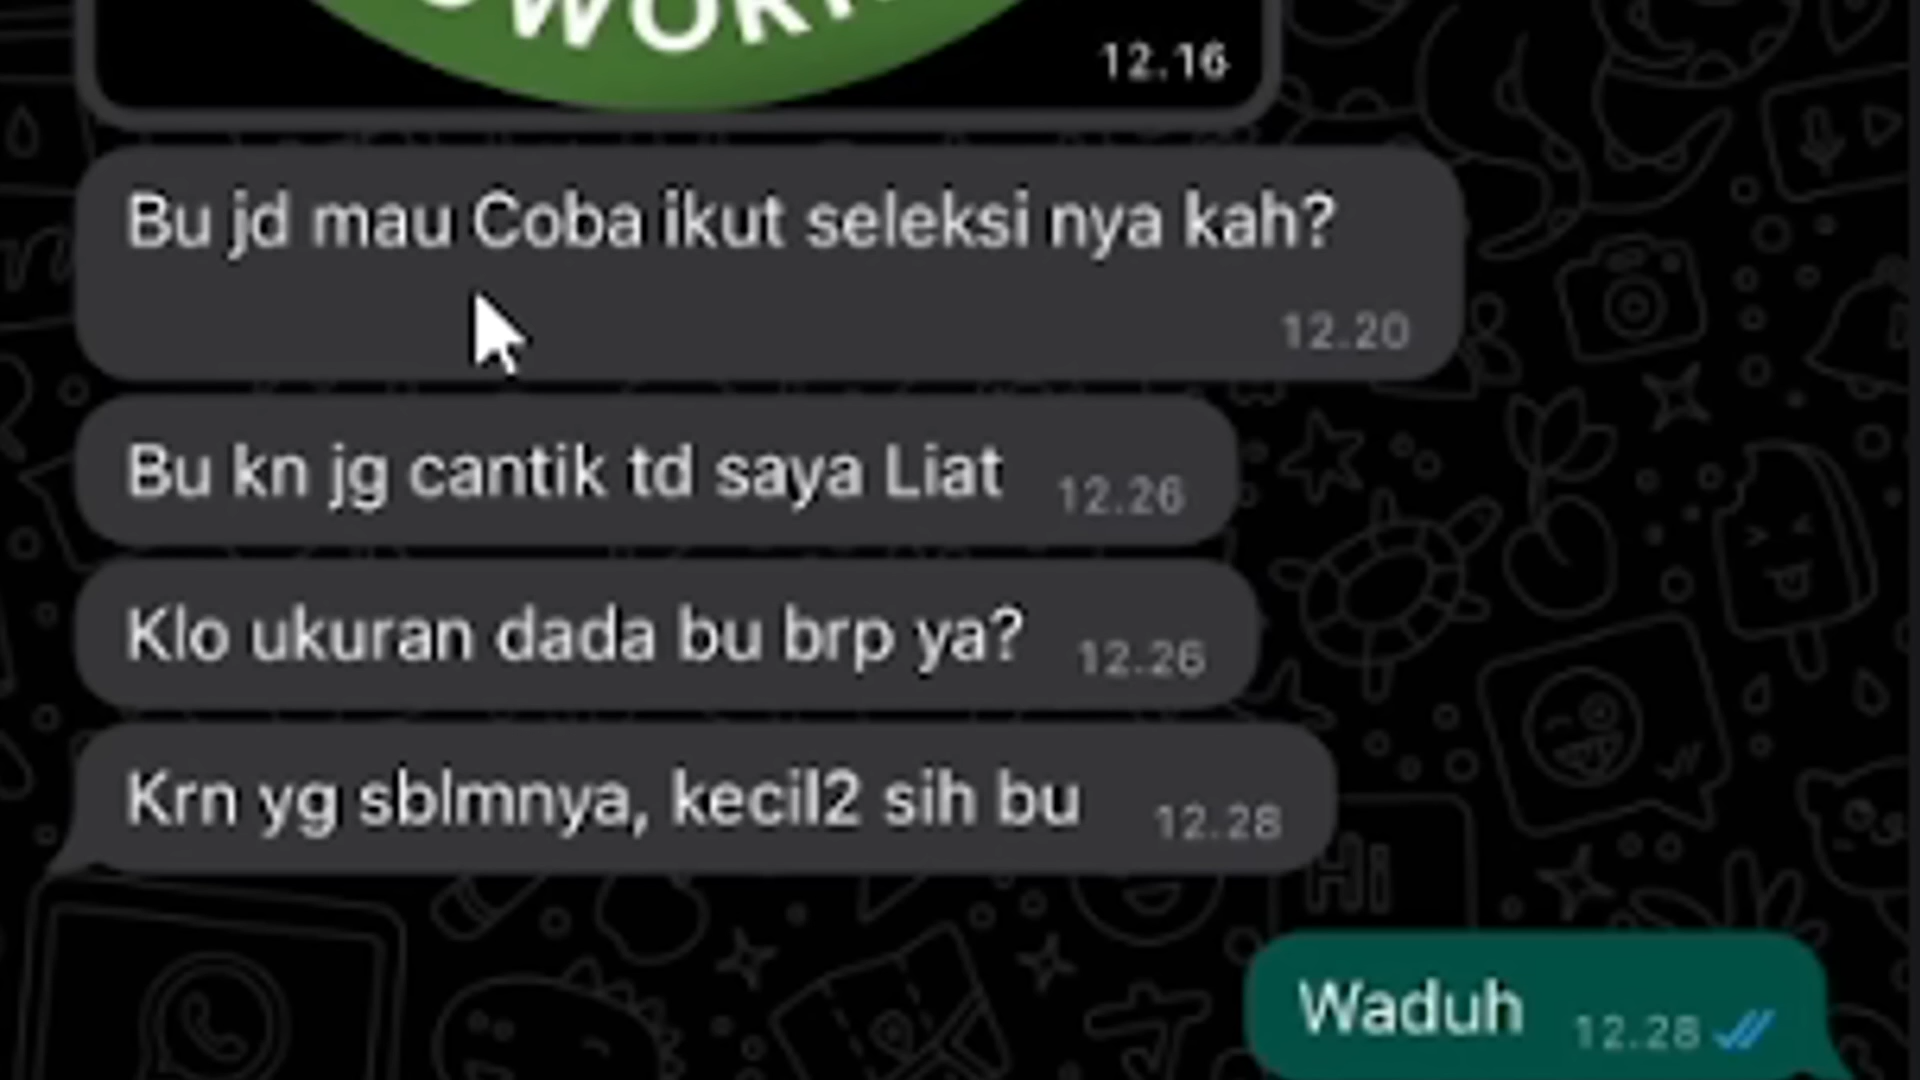 12.16
Bu jd mau Coba ikut seleksi nya kah?
12.20
Bu kn jg cantik td saya Liat 12.26
Klo ukuran dada bu brp ya? 12.26
Krn yg sblmnya, kecil2 sih bu 12.28
Hi
Waduh 12.28